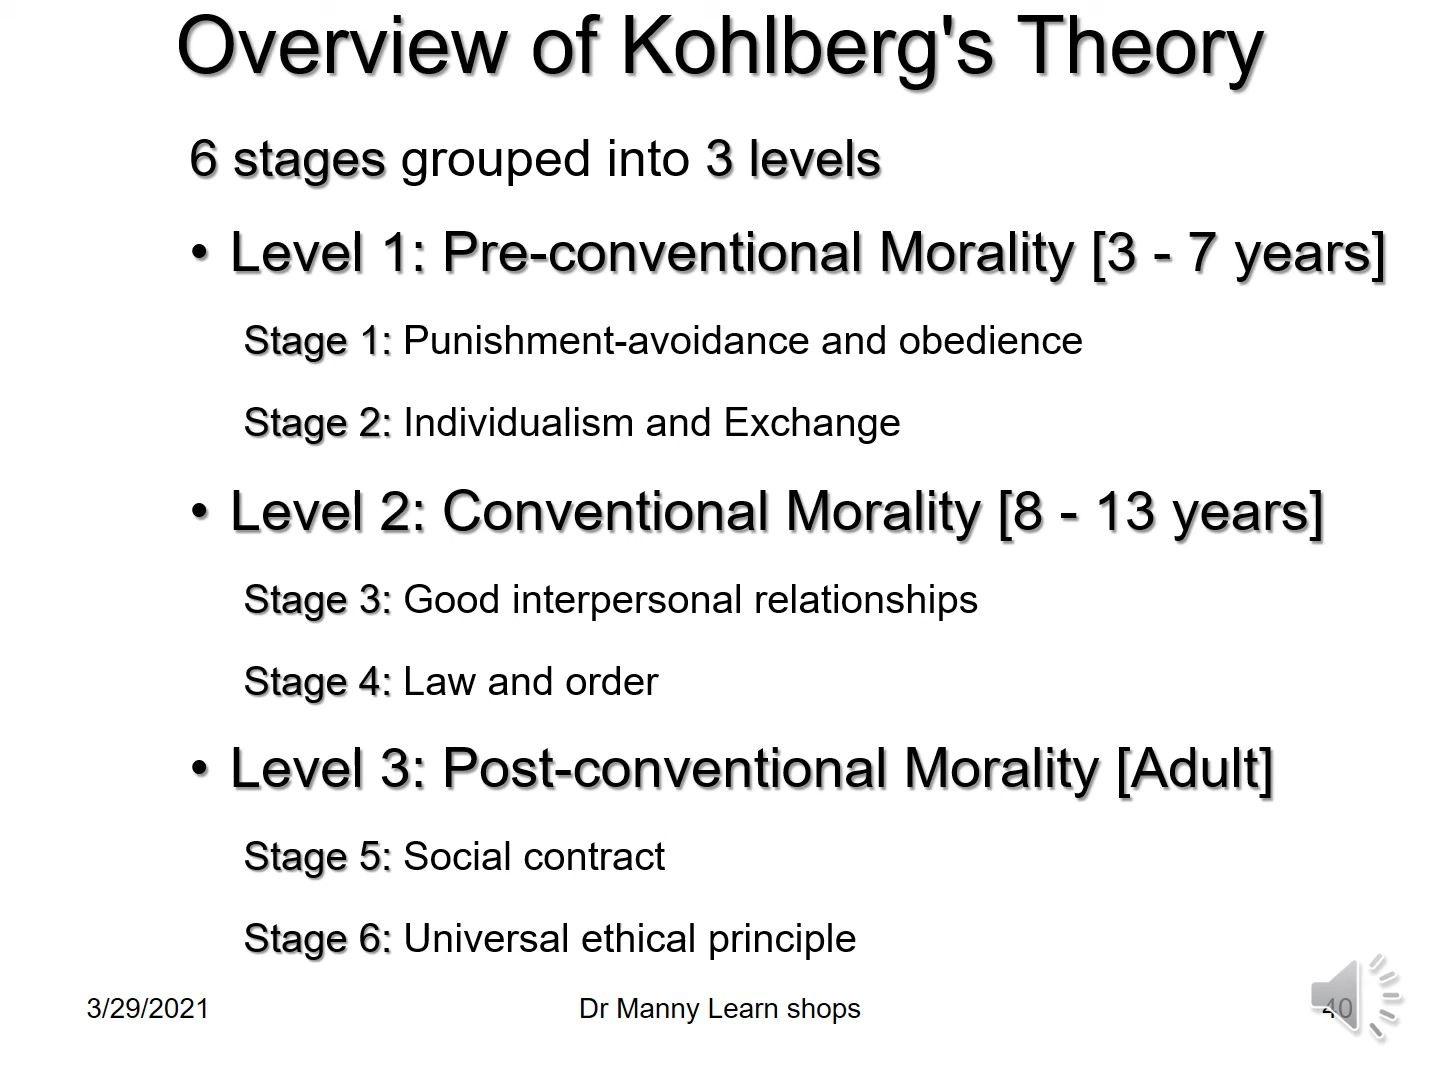 Overview of Kohlberg's Theory
6 stages grouped into 3 levels
• Level 1: Pre-conventional Morality [3 - 7 years]
Stage 1: Punishment-avoidance and obedience
Stage 2: Individualism and Exchange
• Level 2: Conventional Morality [8 - 13 years]
Stage 3: Good interpersonal relationships
Stage 4: Law and order
• Level 3: Post-conventional Morality [Adult]
Stage 5: Social contract
Stage 6: Universal ethical principle
3/29/2021 Dr Manny Learn shops 40